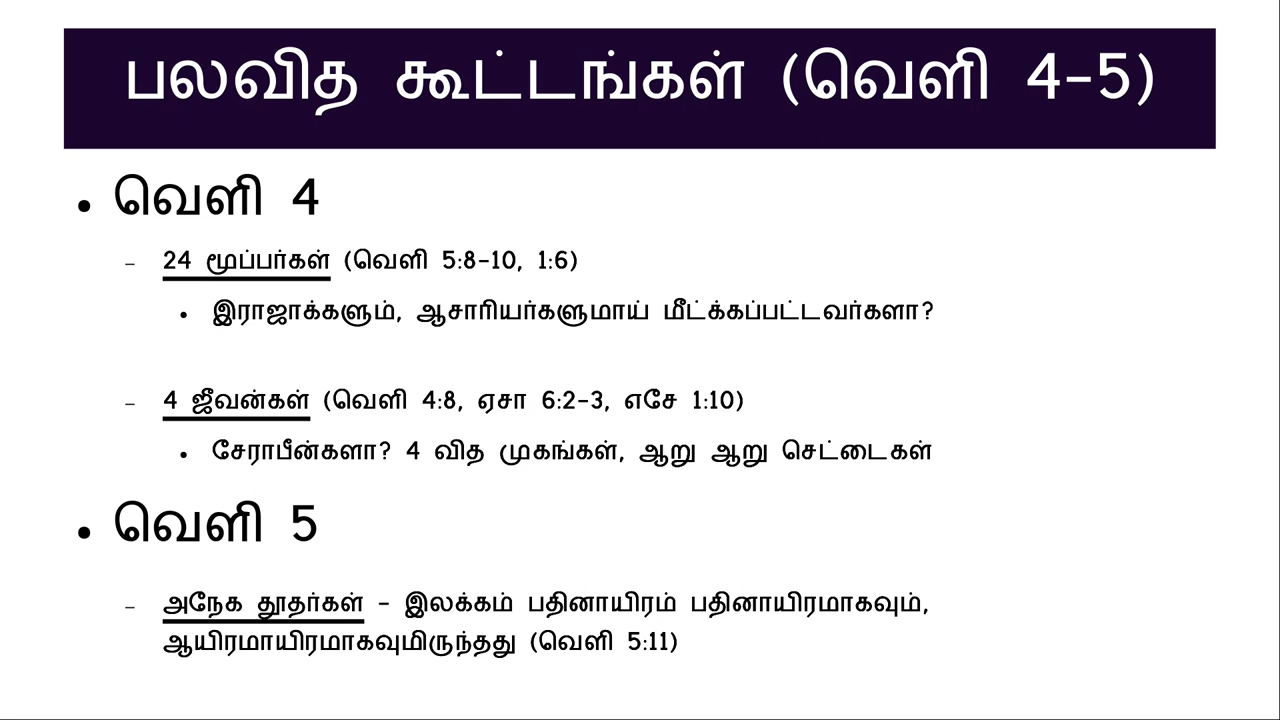 பலவித கூட்டங்கள் (வெளி 4-5)
• வெளி 4
– 24 மூப்பர்கள் (வெளி 5:8-10, 1:6)
• இராஜாக்களும், ஆசாரியர்களுமாய் மீட்க்கப்பட்டவர்களா?
– 4 ஜீவன்கள் (வெளி 4:8, ஏசா 6:2-3, எசே 1:10)
• சேராபீன்களா? 4 வித முகங்கள், ஆறு ஆறு செட்டைகள்
• வெளி 5
– அநேக தூதர்கள் - இலக்கம் பதினாயிரம் பதினாயிரமாகவும்,
ஆயிரமாயிரமாகவுமிருந்தது (வெளி 5:11)